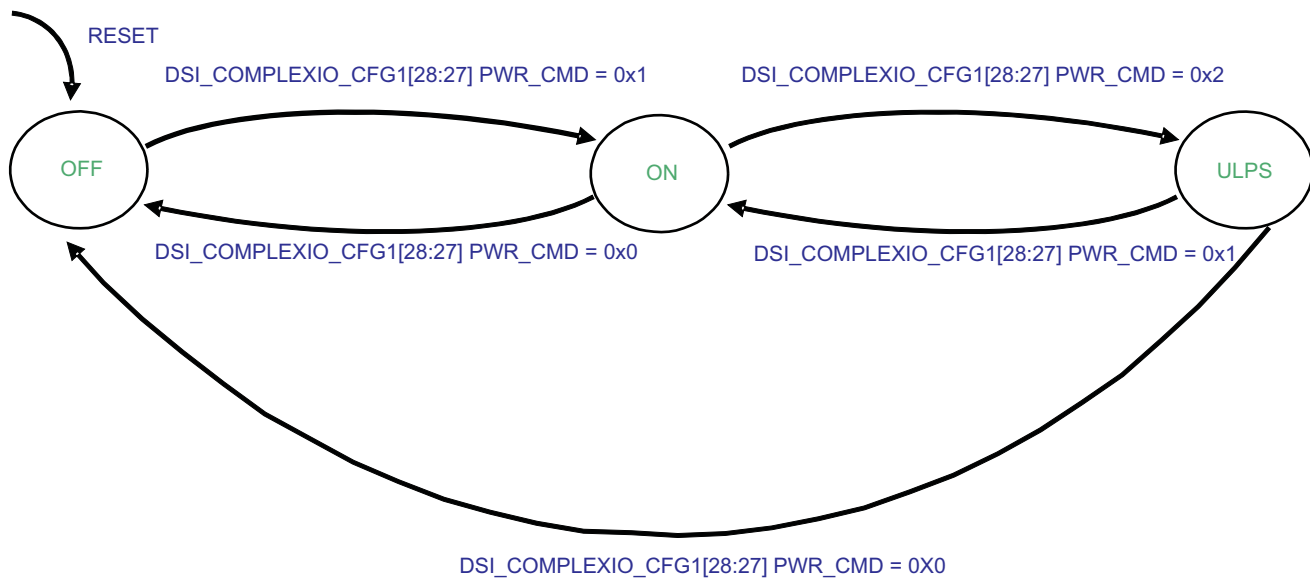 RESET
DSI_COMPLEXIO_CFG1[28:27] PWR_CMD = 0x1
DSI_COMPLEXIO_CFG1[28:27] PWR_CMD = 0x2
OFF
ON
ULPS
DSI_COMPLEXIO_CFG1[28:27] PWR_CMD = 0x0
DSI_COMPLEXIO_CFG1[28:27] PWR_CMD = 0x1
DSI_COMPLEXIO_CFG1[28:27] PWR_CMD = 0X0